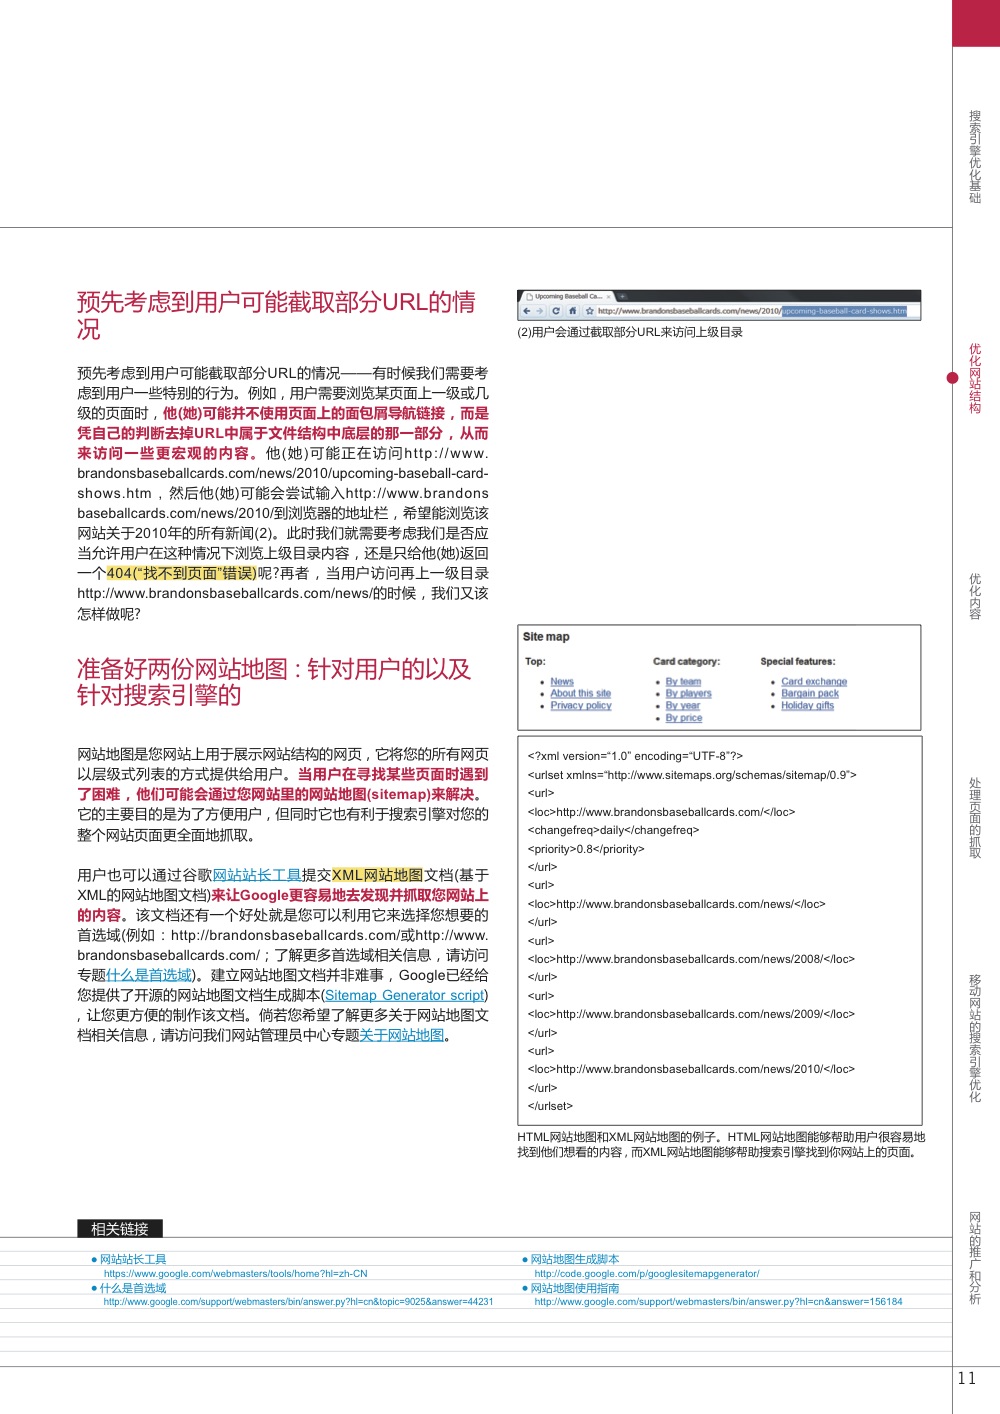 预先考虑到用户可能截取部分URL的情
况
预先考虑到用户可能截取部分URL的情况——有时候我们需要考
虑到用户一些特别的行为。例如，用户需要浏览某页面上一级或几
级的页面时，他(她)可能并不使用页面上的面包屑导航链接，而是
凭自己的判断去掉URL中属于文件结构中底层的那一部分，从而
来访问一些更宏观的内容。他(她)可能正在访问http://www.
brandonsbaseballcards.com/news/2010/upcoming-baseball-card-
shows.htm，然后他(她)可能会尝试输入http://www.brandons
baseballcards.com/news/2010/到浏览器的地址栏，希望能浏览该
网站关于2010年的所有新闻(2)。此时我们就需要考虑我们是否应
当允许用户在这种情况下浏览上级目录内容，还是只给他(她)返回
一个404(“找不到页面”错误)呢?再者，当用户访问再上一级目录
http://www.brandonsbaseballcards.com/news/的时候，我们又该
怎样做呢?
准备好两份网站地图：针对用户的以及
针对搜索引擎的
网站地图是您网站上用于展示网站结构的网页，它将您的所有网页
以层级式列表的方式提供给用户。当用户在寻找某些页面时遇到
了困难，他们可能会通过您网站里的网站地图(sitemap)来解决。
它的主要目的是为了方便用户，但同时它也有利于搜索引擎对您的
整个网站页面更全面地抓取。
用户也可以通过谷歌网站站长工具提交XML网站地图文档(基于
XML的网站地图文档)来让Google更容易地去发现并抓取您网站上
的内容。该文档还有一个好处就是您可以利用它来选择您想要的
首选域(例如：http://brandonsbaseballcards.com/或http://www.
brandonsbaseballcards.com/；了解更多首选域相关信息，请访问
专题什么是首选域)。建立网站地图文档并非难事，Google已经给
您提供了开源的网站地图文档生成脚本(Sitemap Generator script)
，让您更方便的制作该文档。倘若您希望了解更多关于网站地图文
档相关信息，请访问我们网站管理员中心专题关于网站地图。
Upcoming Baseball Ca...
http://www.brandonsbaseballcards.com/news/2010/upcoming-baseball-card-shows.htm
(2)用户会通过截取部分URL来访问上级目录
Site map
Top:
News
About this site
Privacy policy
Card category:
By team
By players
By year
By price
Special features:
Card exchange
Bargain pack
Holiday gifts
<?xml version=“1.0” encoding=“UTF-8”?>
<urlset xmlns=“http://www.sitemaps.org/schemas/sitemap/0.9”>
<url>
<loc>http://www.brandonsbaseballcards.com/</loc>
<changefreq>daily</changefreq>
<priority>0.8</priority>
</url>
<url>
<loc>http://www.brandonsbaseballcards.com/news/</loc>
</url>
<url>
<loc>http://www.brandonsbaseballcards.com/news/2008/</loc>
</url>
<url>
<loc>http://www.brandonsbaseballcards.com/news/2009/</loc>
</url>
<url>
<loc>http://www.brandonsbaseballcards.com/news/2010/</loc>
</url>
</urlset>
HTML网站地图和XML网站地图的例子。HTML网站地图能够帮助用户很容易地
找到他们想看的内容，而XML网站地图能够帮助搜索引擎找到你网站上的页面。
相关链接
● 网站站长工具
https://www.google.com/webmasters/tools/home?hl=zh-CN
● 什么是首选域
http://www.google.com/support/webmasters/bin/answer.py?hl=cn&topic=9025&answer=44231
● 网站地图生成脚本
http://code.google.com/p/googlesitemapgenerator/
● 网站地图使用指南
http://www.google.com/support/webmasters/bin/answer.py?hl=cn&answer=156184
搜索引擎优化基础
优化网站结构
优化内容
处理页面的抓取
移动网站的搜索引擎优化
网站的推广和分析
11